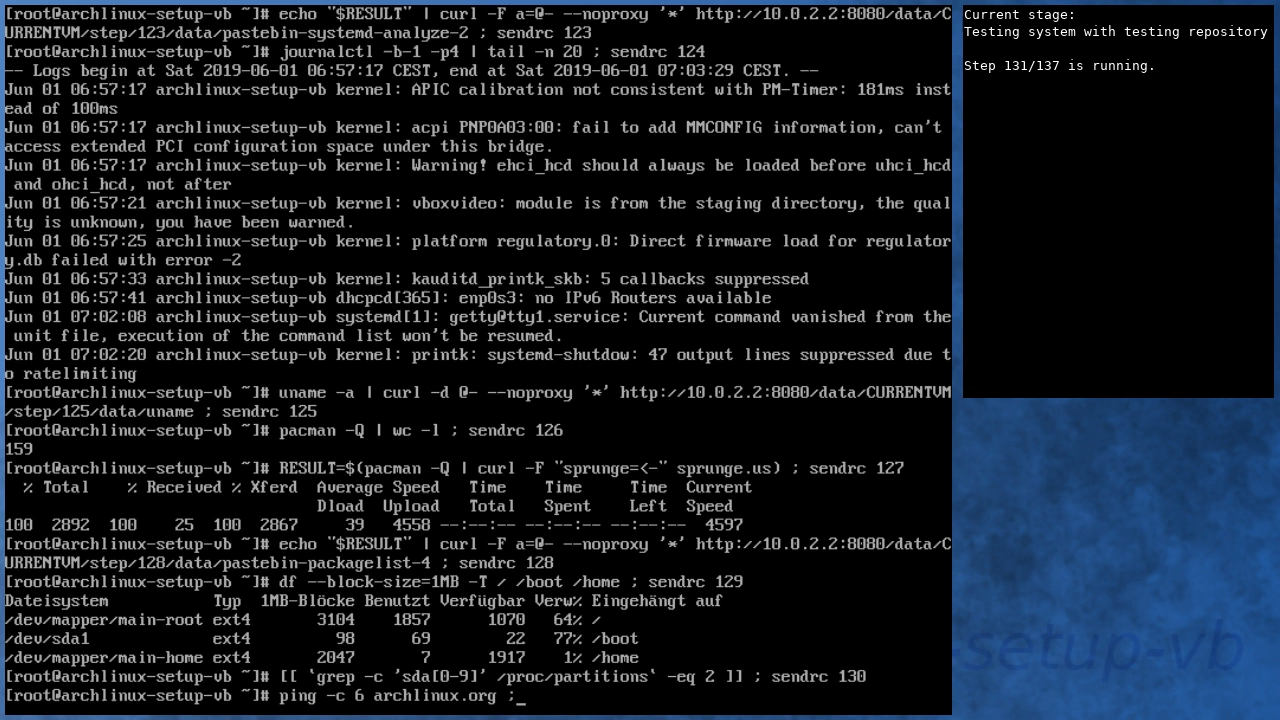 [root@archlinux-setup-vb ~]# echo "$RESULT" | curl -F a=@- --noproxy '*' http://10.0.2.2:8080/data/C
URRENTVM/step/123/data/pastebin-systemd-analyze-2 ; sendrc 123
[root@archlinux-setup-vb ~]# journalctl -b-1 -p4 | tail -n 20 ; sendrc 124
-- Logs begin at Sat 2019-06-01 06:57:17 CEST, end at Sat 2019-06-01 07:03:29 CEST. --
Jun 01 06:57:17 archlinux-setup-vb kernel: APIC calibration not consistent with PM-Timer: 181ms inst
ead of 100ms
Jun 01 06:57:17 archlinux-setup-vb kernel: acpi PNP0A03:00: fail to add MMCONFIG information, can't
access extended PCI configuration space under this bridge.
Jun 01 06:57:17 archlinux-setup-vb kernel: Warning! ehci_hcd should always be loaded before uhci_hcd
 and ohci_hcd, not after
Jun 01 06:57:21 archlinux-setup-vb kernel: vboxvideo: module is from the staging directory, the qual
ity is unknown, you have been warned.
Jun 01 06:57:25 archlinux-setup-vb kernel: platform regulatory.0: Direct firmware load for regulator
y.db failed with error -2
Jun 01 06:57:33 archlinux-setup-vb kernel: kauditd_printk_skb: 5 callbacks suppressed
Jun 01 06:57:41 archlinux-setup-vb dhcpcd[365]: enp0s3: no IPv6 Routers available
Jun 01 07:02:08 archlinux-setup-vb systemd[1]: getty@tty1.service: Current command vanished from the
 unit file, execution of the command list won't be resumed.
Jun 01 07:02:20 archlinux-setup-vb kernel: printk: systemd-shutdow: 47 output lines suppressed due t
o ratelimiting
[root@archlinux-setup-vb ~]# uname -a | curl -d @- --noproxy '*' http://10.0.2.2:8080/data/CURRENTVM
/step/125/data/uname ; sendrc 125
[root@archlinux-setup-vb ~]# pacman -Q | wc -l ; sendrc 126
159
[root@archlinux-setup-vb ~]# RESULT=$(pacman -Q | curl -F "sprunge=<-" sprunge.us) ; sendrc 127
  % Total    % Received % Xferd  Average Speed   Time    Time     Time  Current
                                 Dload  Upload   Total   Spent    Left  Speed
100  2892  100    25  100  2867     39   4558 --:--:-- --:--:-- --:--:--  4597
[root@archlinux-setup-vb ~]# echo "$RESULT" | curl -F a=@- --noproxy '*' http://10.0.2.2:8080/data/C
URRENTVM/step/128/data/pastebin-packagelist-4 ; sendrc 128
[root@archlinux-setup-vb ~]# df --block-size=1MB -T / /boot /home ; sendrc 129
Dateisystem           Typ  1MB-Blöcke Benutzt Verfügbar Verw% Eingehängt auf
/dev/mapper/main-root ext4       3104    1857      1070   64% /
/dev/sda1             ext4         98      69        22   77% /boot
/dev/mapper/main-home ext4       2047       7      1917    1% /home
[root@archlinux-setup-vb ~]# [[ `grep -c 'sda[0-9]' /proc/partitions` -eq 2 ]] ; sendrc 130
[root@archlinux-setup-vb ~]# ping -c 6 archlinux.org ;_
Current stage:
Testing system with testing repository
Step 131/137 is running.
-setup-vb